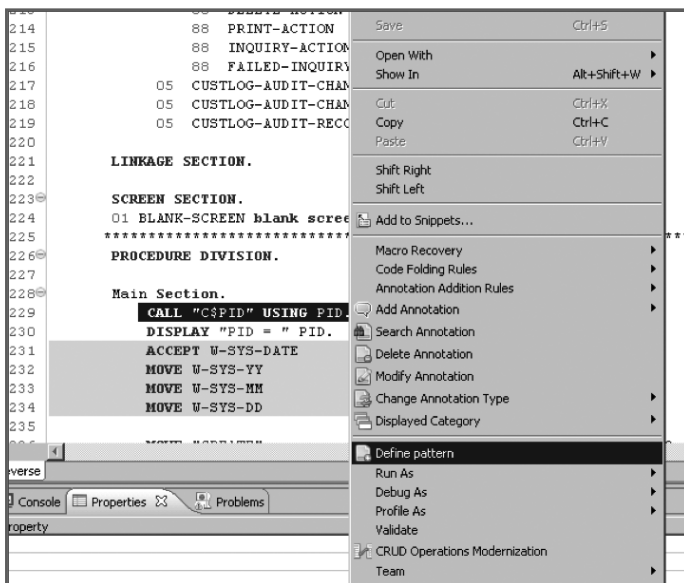 213 88 DELETE-ACTION
214 88 PRINT-ACTION
215 88 INQUIRY-ACTION
216 88 FAILED-INQUIRY
217 05 CUSTLOG-AUDIT-CHAN
218 05 CUSTLOG-AUDIT-CHAN
219 05 CUSTLOG-AUDIT-RECO
220
221 LINKAGE SECTION.
222
223 SCREEN SECTION.
224 01 BLANK-SCREEN blank scree
225 ****************************
226 PROCEDURE DIVISION.
227
228 Main Section.
229 CALL "C$PID" USING PID.
230 DISPLAY "PID = " PID.
231 ACCEPT W-SYS-DATE
232 MOVE W-SYS-YY
233 MOVE W-SYS-MM
234 MOVE W-SYS-DD
235
Save Ctrl+S
Open With
Show In Alt+Shift+W
Cut Ctrl+X
Copy Ctrl+C
Paste Ctrl+V
Shift Right
Shift Left
Add to Snippets...
Macro Recovery
Code Folding Rules
Annotation Addition Rules
Add Annotation
Search Annotation
Delete Annotation
Modify Annotation
Change Annotation Type
Displayed Category
Define pattern
Run As
Debug As
Profile As
Validate
CRUD Operations Modernization
Team
everse
Console Properties Problems
roperty